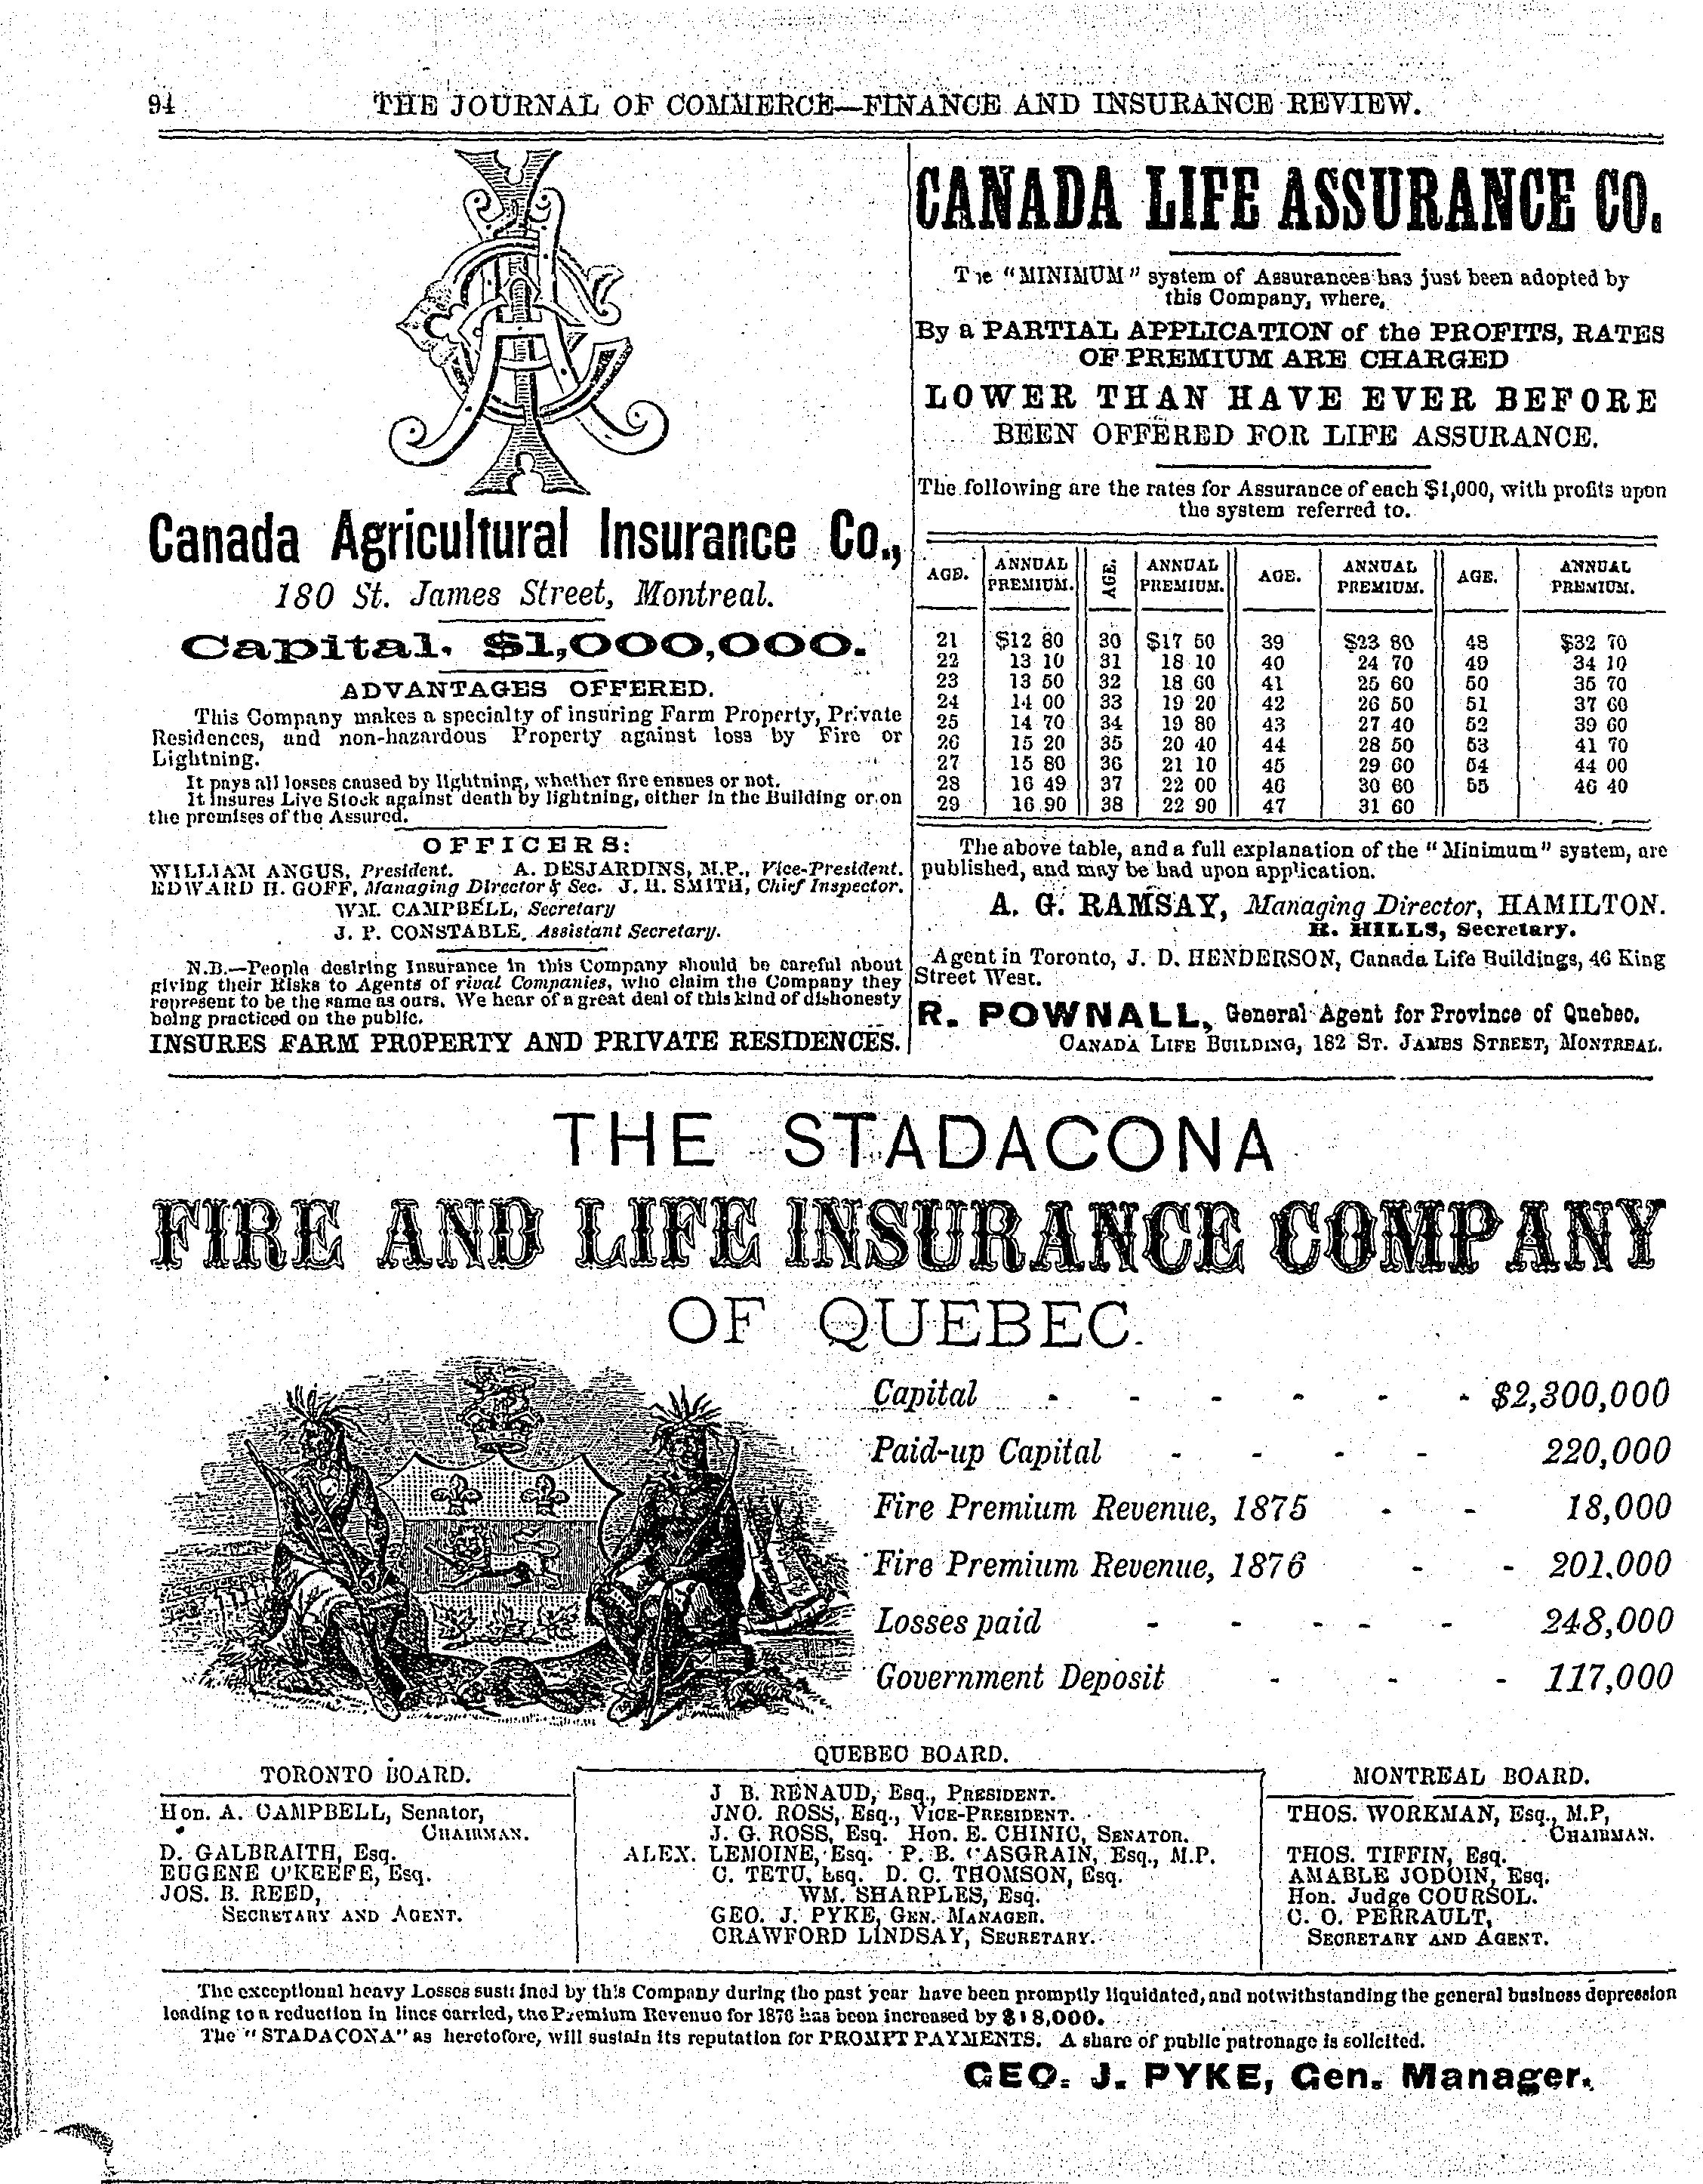 94 THE JOURNAL OF COMMERCE—FINANCE AND INSURANCE REVIEW.
Canada Agricultural Insurance Co.,
180 St. James Street, Montreal.
Capital, $1,000,000.
ADVANTAGES OFFERED.
This Company makes a specialty of insuring Farm Property, Private
Residences, and non-hazardous Property against loss by Fire or
Lightning.
It pays all losses caused by lightning, whether fire ensues or not.
It insures Live Stock against death by lightning, either in the Building or on
the premises of the Assured.
OFFICERS:
WILLIAM ANGUS, President. A. DESJARDINS, M.P., Vice-President.
EDWARD H. GOFF, Managing Director & Sec. J. H. SMITH, Chief Inspector.
WM. CAMPBELL, Secretary
J. P. CONSTABLE, Assistant Secretary.
N.B.—People desiring Insurance in this Company should be careful about
giving their Risks to Agents of rival Companies, who claim the Company they
represent to be the same as ours. We hear of a great deal of this kind of dishonesty
being practiced on the public.
INSURES FARM PROPERTY AND PRIVATE RESIDENCES.
CANADA LIFE ASSURANCE CO.
The "MINIMUM" system of Assurances has just been adopted by
this Company, where,
By a PARTIAL APPLICATION of the PROFITS, RATES
OF PREMIUM ARE CHARGED
LOWER THAN HAVE EVER BEFORE
BEEN OFFERED FOR LIFE ASSURANCE.
The following are the rates for Assurance of each $1,000, with profits upon
the system referred to.
AGE. ANNUAL PREMIUM. AGE. ANNUAL PREMIUM. AGE. ANNUAL PREMIUM. AGE. ANNUAL PREMIUM.
21 $12 80 30 $17 50 39 $23 80 48 $32 70
22 13 10 31 18 10 40 24 70 49 34 10
23 13 50 32 18 60 41 25 60 50 35 70
24 14 00 33 19 20 42 26 50 51 37 60
25 14 70 34 19 80 43 27 40 52 39 60
26 15 20 35 20 40 44 28 50 53 41 70
27 15 80 36 21 10 45 29 60 54 44 00
28 16 49 37 22 00 46 30 60 55 46 40
29 16 90 38 22 90 47 31 60
The above table, and a full explanation of the "Minimum" system, are
published, and may be had upon application.
A. G. RAMSAY, Managing Director, HAMILTON.
R. HILLS, Secretary.
Agent in Toronto, J. D. HENDERSON, Canada Life Buildings, 46 King
Street West.
R. POWNALL, General Agent for Province of Quebec,
CANADA LIFE BUILDING, 182 ST. JAMES STREET, MONTREAL.
THE STADACONA
FIRE AND LIFE INSURANCE COMPANY
OF QUEBEC.
Capital - - - - - - $2,300,000
Paid-up Capital - - - - 220,000
Fire Premium Revenue, 1875 - - 18,000
Fire Premium Revenue, 1876 - - 201,000
Losses paid - - - - - 248,000
Government Deposit - - - 117,000
TORONTO BOARD.
Hon. A. CAMPBELL, Senator,
CHAIRMAN.
D. GALBRAITH, Esq.
EUGENE O'KEEFE, Esq.
JOS. B. REED,
SECRETARY AND AGENT.
QUEBEC BOARD.
J B. RENAUD, Esq., PRESIDENT.
JNO. ROSS, Esq., VICE-PRESIDENT.
J. G. ROSS, Esq. Hon. E. CHINIC, SENATOR.
ALEX. LEMOINE, Esq. P. B. CASGRAIN, Esq., M.P.
C. TETU, Esq. D. C. THOMSON, Esq.
WM. SHARPLES, Esq.
GEO. J. PYKE, GEN. MANAGER.
CRAWFORD LINDSAY, SECRETARY.
MONTREAL BOARD.
THOS. WORKMAN, Esq., M.P,
CHAIRMAN.
THOS. TIFFIN, Esq.
AMABLE JODOIN, Esq.
Hon. Judge COURSOL.
C. O. PERRAULT,
SECRETARY AND AGENT.
The exceptional heavy Losses sustained by this Company during the past year have been promptly liquidated, and notwithstanding the general business depression
leading to a reduction in lines carried, the Premium Revenue for 1876 has been increased by $18,000.
The "STADACONA" as heretofore, will sustain its reputation for PROMPT PAYMENTS. A share of public patronage is solicited.
GEO. J. PYKE, Gen. Manager.